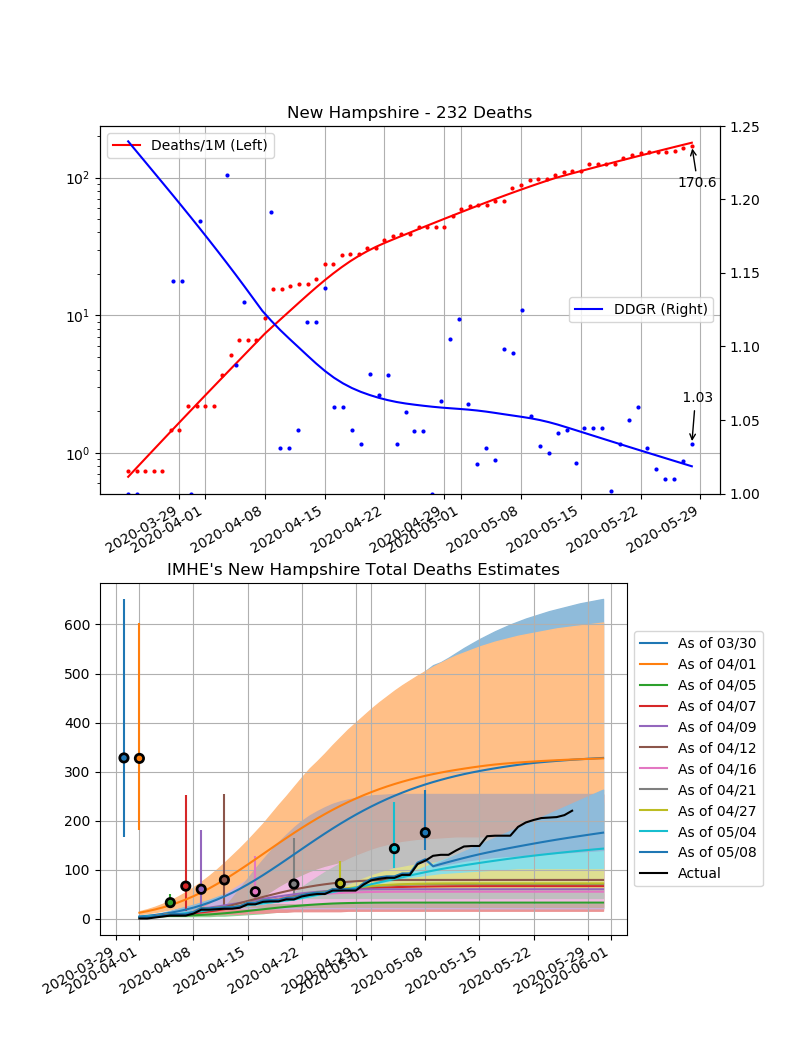 New Hampshire - 232 Deaths
Deaths/1M (Left)
DDGR (Right)
170.6
1.03
10²
10¹
10⁰
1.25
1.20
1.15
1.10
1.05
1.00
2020-03-29
2020-04-01
2020-04-08
2020-04-15
2020-04-22
2020-04-29
2020-05-01
2020-05-08
2020-05-15
2020-05-22
2020-05-29
IMHE's New Hampshire Total Deaths Estimates
600
500
400
300
200
100
0
As of 03/30
As of 04/01
As of 04/05
As of 04/07
As of 04/09
As of 04/12
As of 04/16
As of 04/21
As of 04/27
As of 05/04
As of 05/08
Actual
2020-03-29
2020-04-01
2020-04-08
2020-04-15
2020-04-22
2020-04-29
2020-05-01
2020-05-08
2020-05-15
2020-05-22
2020-05-29
2020-06-01